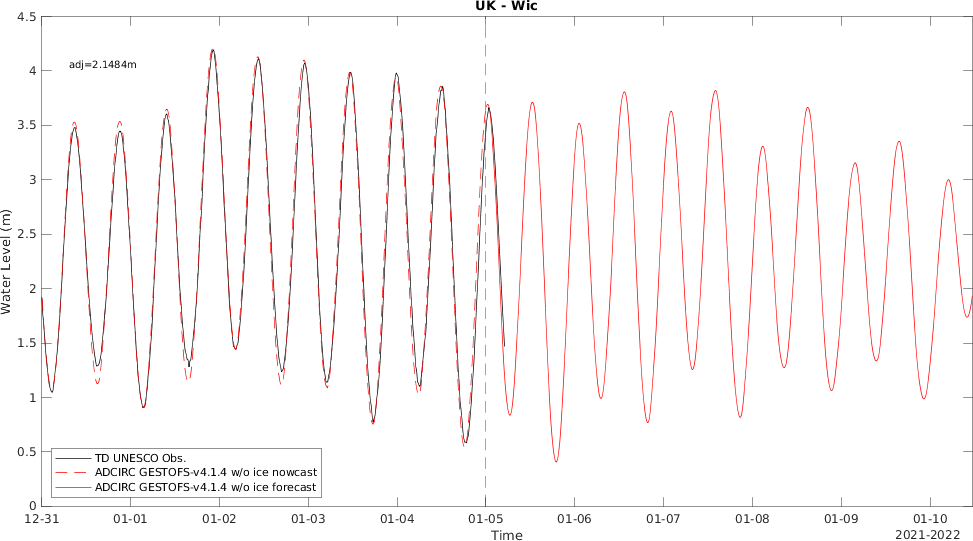 UK - Wic
adj=2.1484m
4.5
4
3.5
3
2.5
2
1.5
1
0.5
0
Water Level (m)
TD UNESCO Obs.
ADCIRC GESTOFS-v4.1.4 w/o ice nowcast
ADCIRC GESTOFS-v4.1.4 w/o ice forecast
12-31 01-01 01-02 01-03 01-04 01-05 01-06 01-07 01-08 01-09 01-10
Time
2021-2022